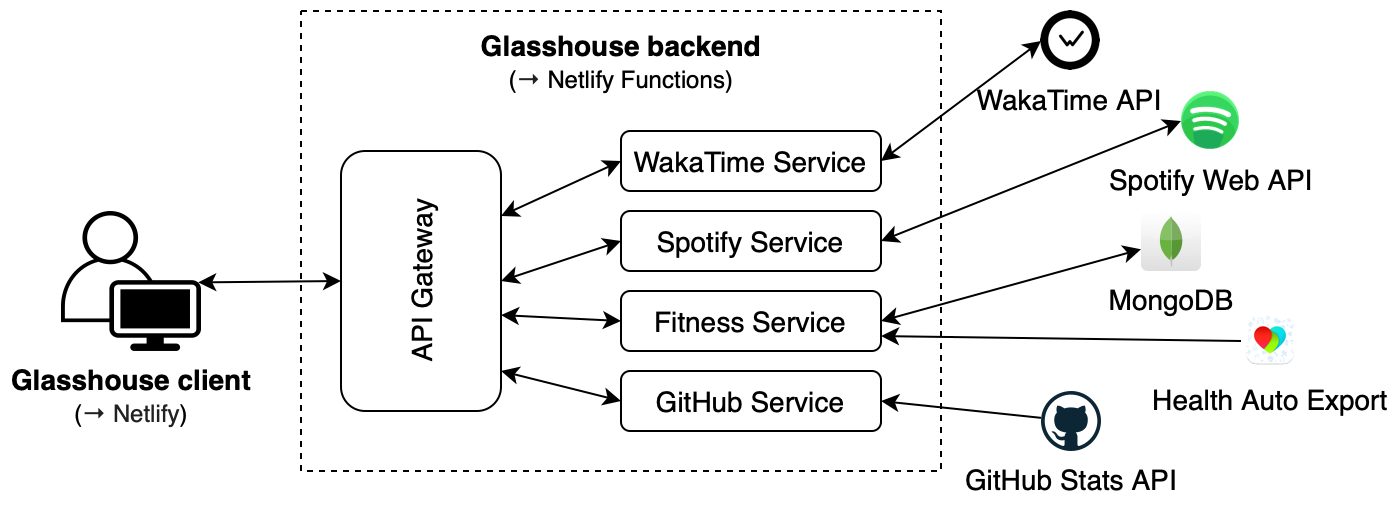 Glasshouse backend
(→ Netlify Functions)
WakaTime API
Spotify Web API
MongoDB
Health Auto Export
GitHub Stats API
WakaTime Service
Spotify Service
Fitness Service
GitHub Service
API Gateway
Glasshouse client
(→ Netlify)